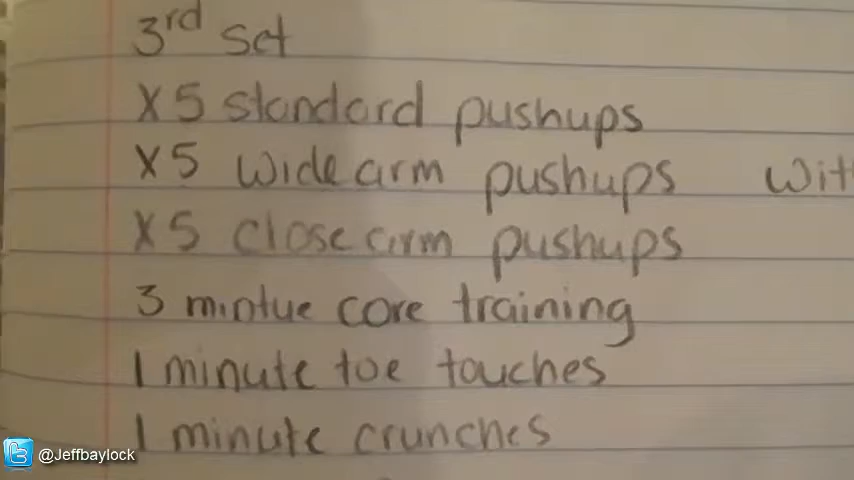 3rd set
X5 standard pushups
X5 wide arm pushups
X5 close arm pushups
3 mintue core training
1 minute toe touches
1 minute crunches
@Jeffbaylock